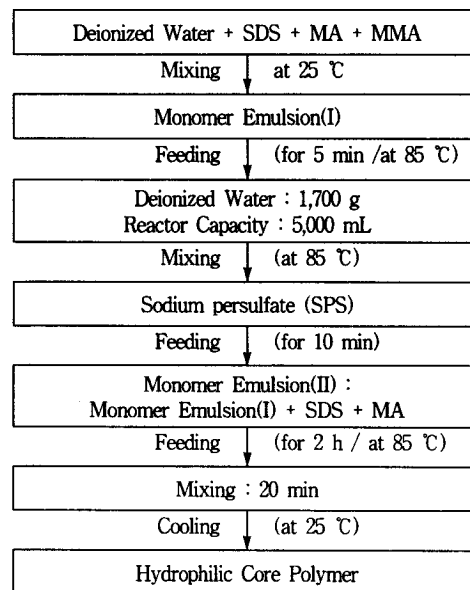 Deionized Water + SDS + MA + MMA
Mixing at 25 ℃
Monomer Emulsion(I)
Feeding (for 5 min /at 85 ℃)
Deionized Water : 1,700 g
Reactor Capacity : 5,000 mL
Mixing (at 85 ℃)
Sodium persulfate (SPS)
Feeding (for 10 min)
Monomer Emulsion(II) :
Monomer Emulsion(I) + SDS + MA
Feeding (for 2 h / at 85 ℃)
Mixing : 20 min
Cooling (at 25 ℃)
Hydrophilic Core Polymer